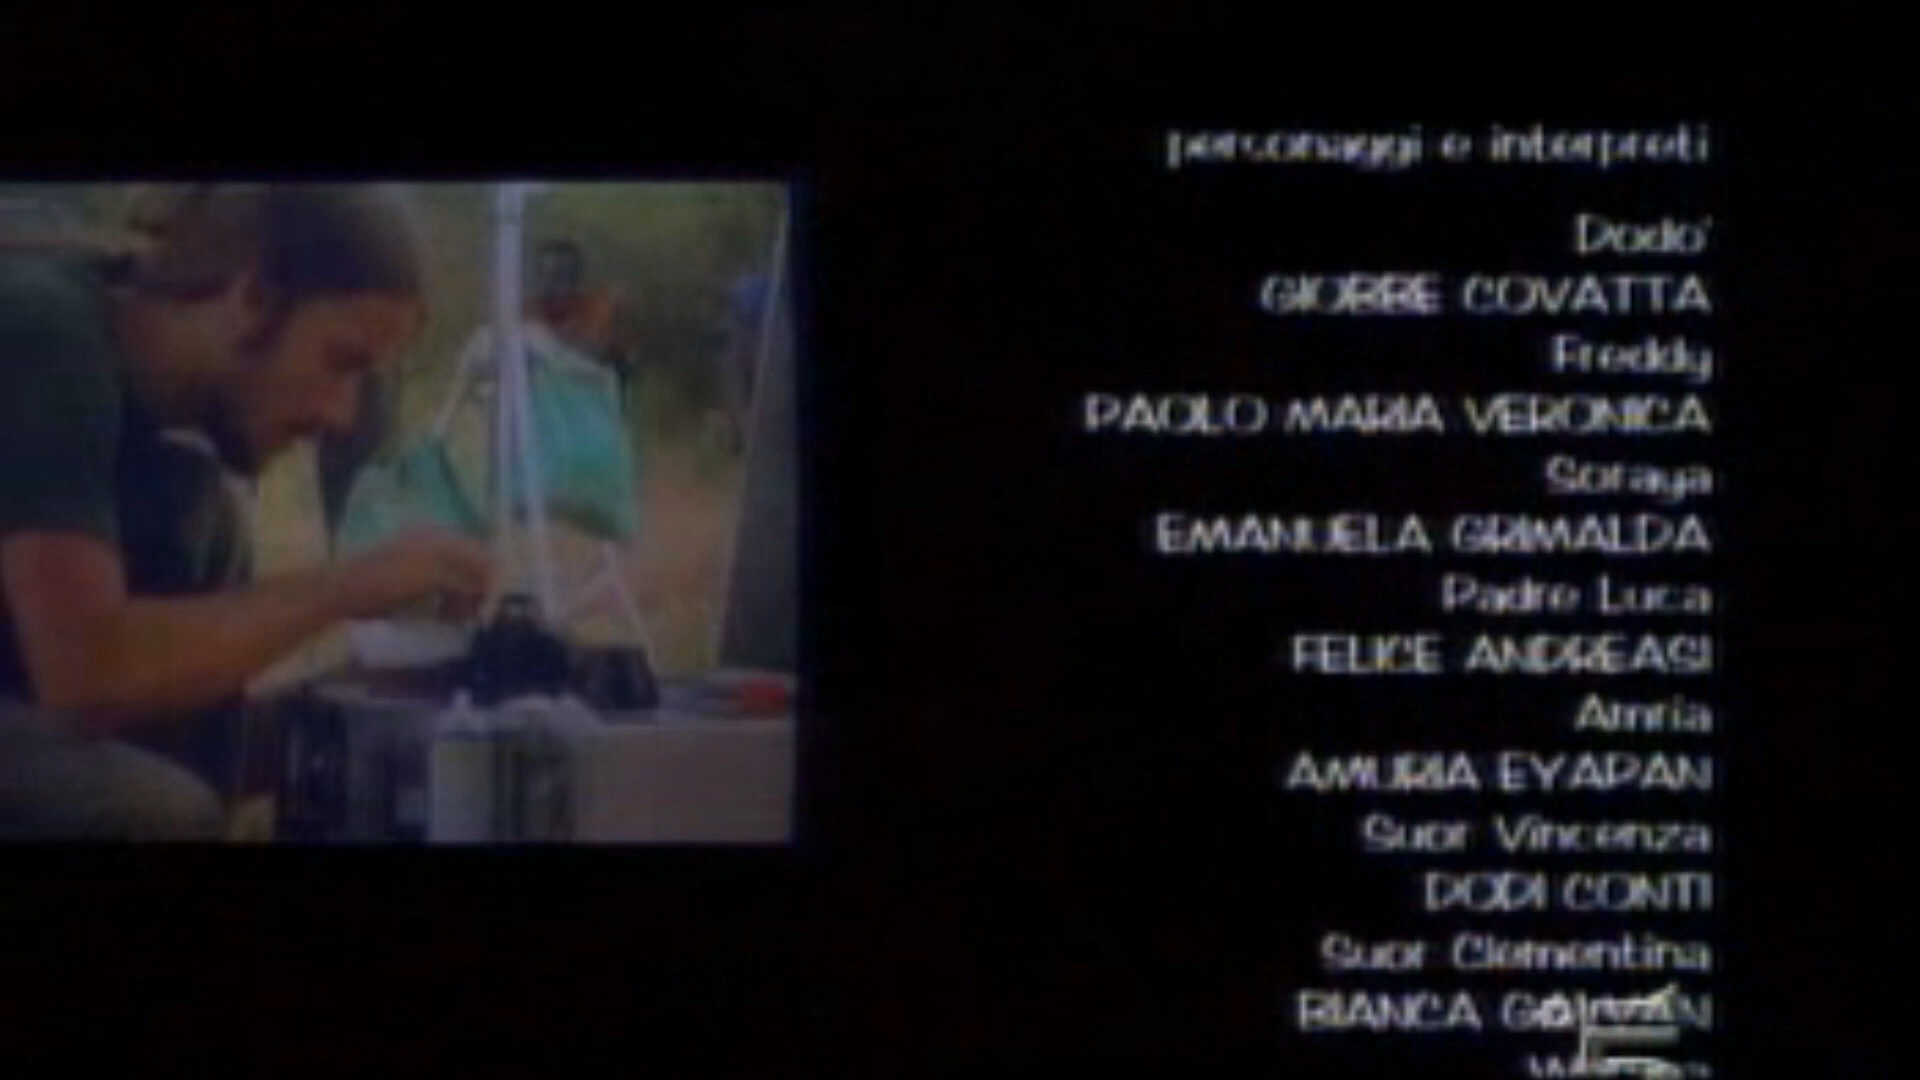 personaggi e interpreti
Dodo'
GIOBBE COVATTA
Freddy
PAOLO MARIA VERONICA
Soraya
EMANUELA GRIMALDA
Padre Luca
FELICE ANDREASI
Amria
AMURIA EYAPAN
Suor Vincenza
DODI CONTI
Suor Clementina
BIANCA